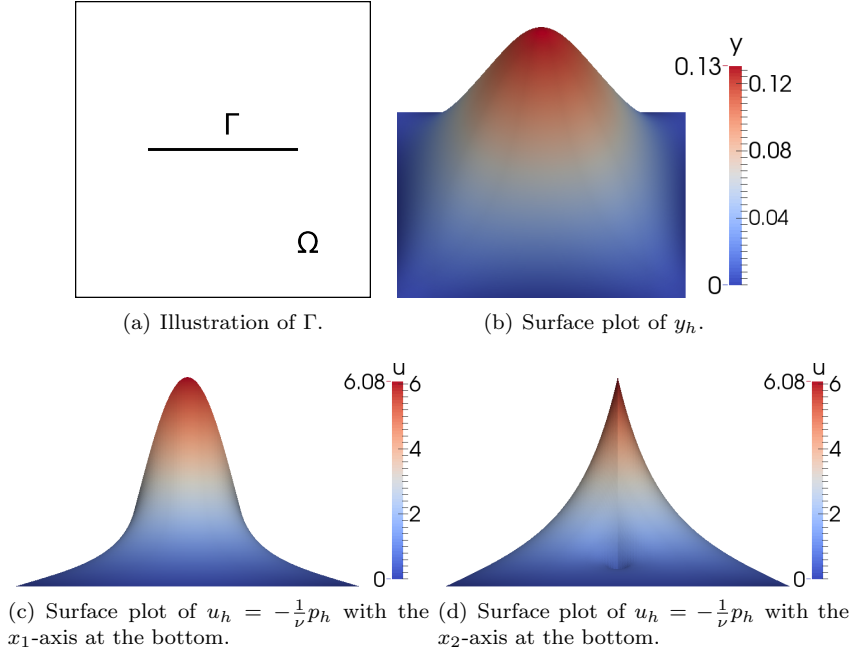 Γ
Ω
y
0.13
0.12
0.08
0.04
0
(a) Illustration of Γ.
(b) Surface plot of y_h.
u
6.08
6
4
2
0
u
6.08
6
4
2
0
(c) Surface plot of u_h = −\frac{1}{ν}p_h with the
x_1-axis at the bottom.
(d) Surface plot of u_h = −\frac{1}{ν}p_h with the
x_2-axis at the bottom.